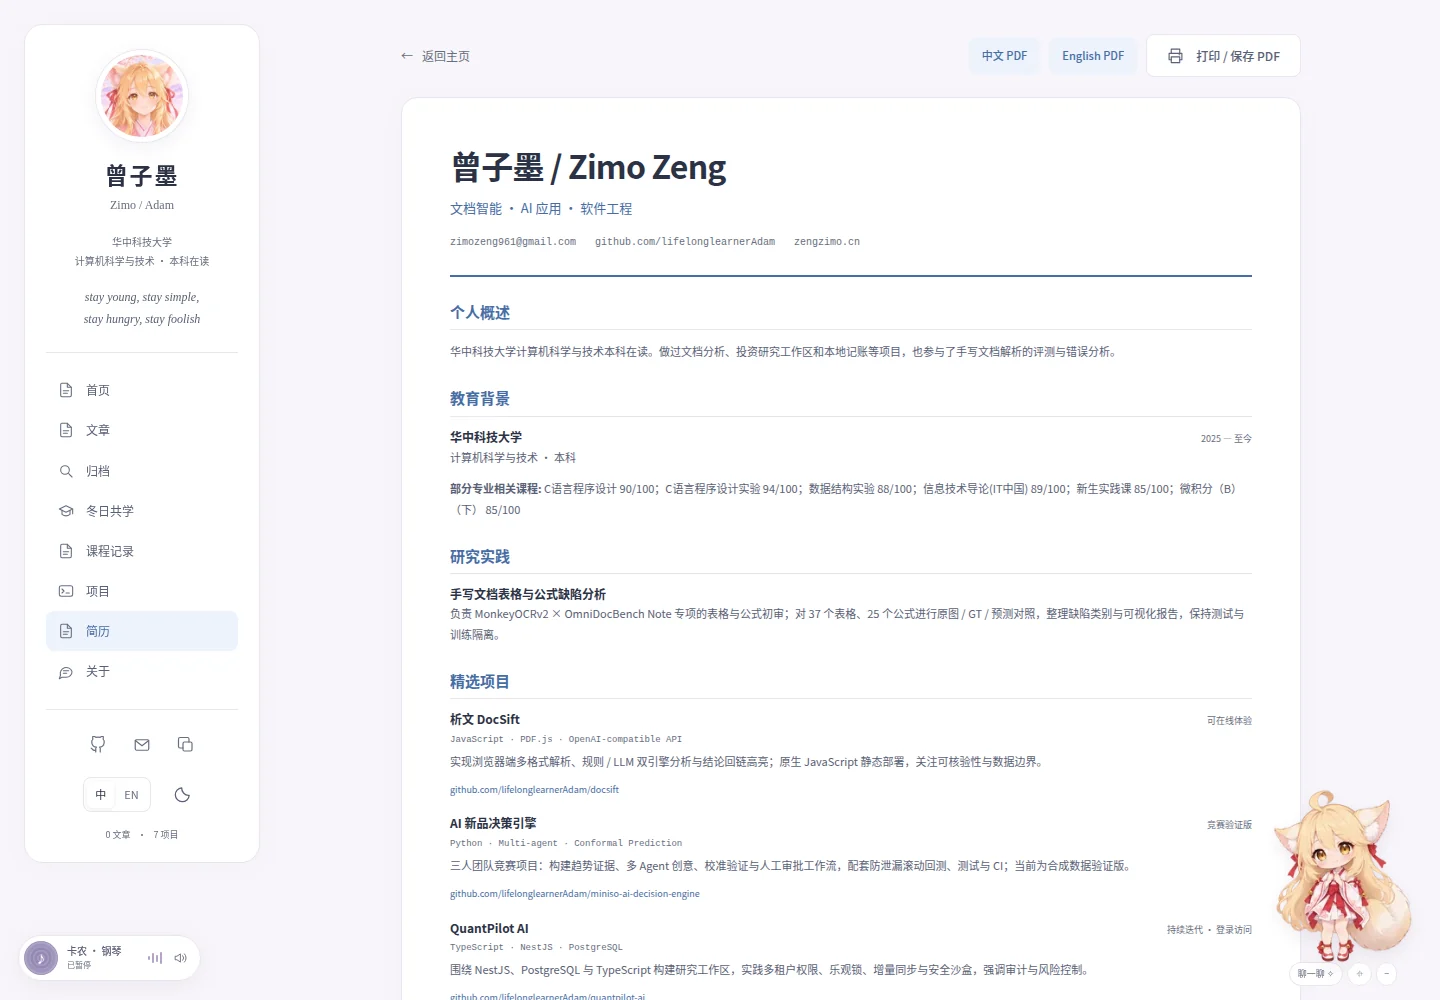 曾子墨
Zimo / Adam
华中科技大学
计算机科学与技术 · 本科在读
stay young, stay simple,
stay hungry, stay foolish
首页
文章
归档
冬日共学
课程记录
项目
简历
关于
中 EN
0 文章 · 7 项目
卡农 · 钢琴
已暂停
← 返回主页
中文 PDF
English PDF
打印 / 保存 PDF
曾子墨 / Zimo Zeng
文档智能 · AI 应用 · 软件工程
zimozeng961@gmail.com github.com/lifelonglearnerAdam zengzimo.cn
个人概述
华中科技大学计算机科学与技术本科在读。做过文档分析、投资研究工作区和本地记账等项目，也参与了手写文档解析的评测与错误分析。
教育背景
华中科技大学 2025 — 至今
计算机科学与技术 · 本科
部分专业相关课程: C语言程序设计 90/100；C语言程序设计实验 94/100；数据结构实验 88/100；信息技术导论(IT中国) 89/100；新生实践课 85/100；微积分（B）
（下） 85/100
研究实践
手写文档表格与公式缺陷分析
负责 MonkeyOCRv2 × OmniDocBench Note 专项的表格与公式初审；对 37 个表格、25 个公式进行原图 / GT / 预测对照，整理缺陷类别与可视化报告，保持测试与
训练隔离。
精选项目
析文 DocSift 可在线体验
JavaScript · PDF.js · OpenAI-compatible API
实现浏览器端多格式解析、规则 / LLM 双引擎分析与结论回链高亮；原生 JavaScript 静态部署，关注可核验性与数据边界。
github.com/lifelonglearnerAdam/docsift
AI 新品决策引擎 竞赛验证版
Python · Multi-agent · Conformal Prediction
三人团队竞赛项目：构建趋势证据、多 Agent 创意、校准验证与人工审批工作流，配套防泄漏滚动回测、测试与 CI；当前为合成数据验证版。
github.com/lifelonglearnerAdam/miniso-ai-decision-engine
QuantPilot AI 持续迭代 · 登录访问
TypeScript · NestJS · PostgreSQL
围绕 NestJS、PostgreSQL 与 TypeScript 构建研究工作区，实践多租户权限、乐观锁、增量同步与安全沙盒，强调审计与风险控制。
github.com/lifelonglearnerAdam/quantpilot-ai
聊一聊